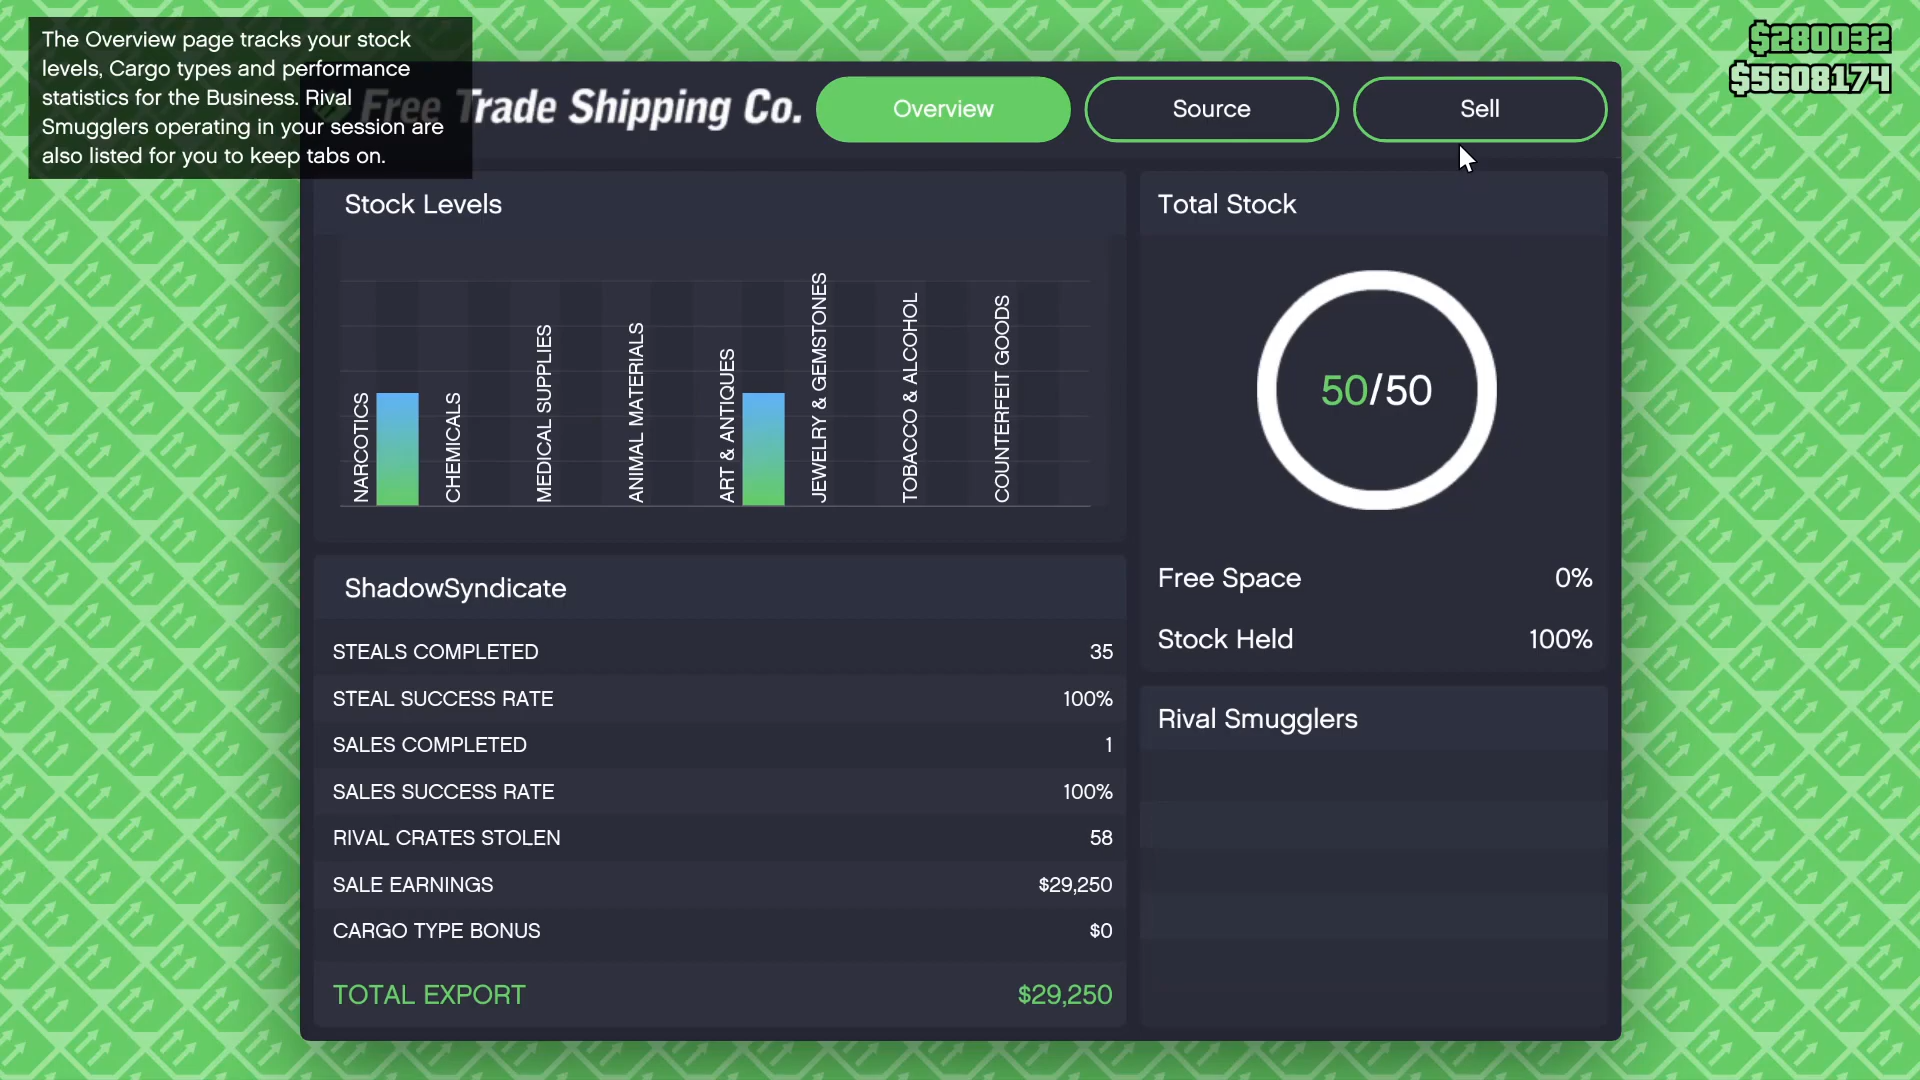 The Overview page tracks your stock
levels, Cargo types and performance
statistics for the Business. Rival
Smugglers operating in your session are
also listed for you to keep tabs on.
$280032
$5608174
Free Trade Shipping Co.
Overview
Source
Sell
Stock Levels
NARCOTICS
CHEMICALS
MEDICAL SUPPLIES
ANIMAL MATERIALS
ART & ANTIQUES
JEWELRY & GEMSTONES
TOBACCO & ALCOHOL
COUNTERFEIT GOODS
Total Stock
50/50
Free Space 0%
Stock Held 100%
ShadowSyndicate
STEALS COMPLETED 35
STEAL SUCCESS RATE 100%
SALES COMPLETED 1
SALES SUCCESS RATE 100%
RIVAL CRATES STOLEN 58
SALE EARNINGS $29,250
CARGO TYPE BONUS $0
TOTAL EXPORT $29,250
Rival Smugglers